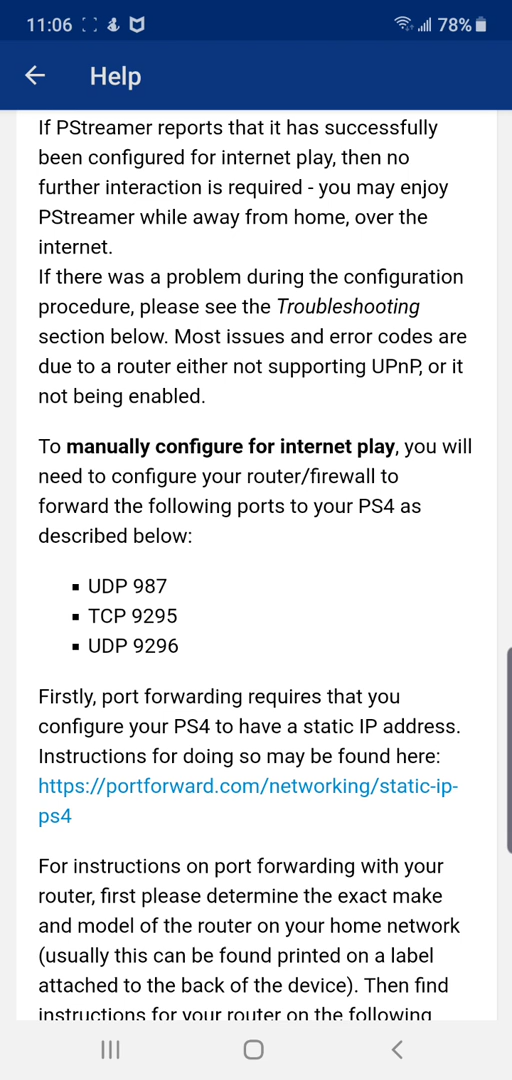 11:06
78%
Help
If PStreamer reports that it has successfully
been configured for internet play, then no
further interaction is required - you may enjoy
PStreamer while away from home, over the
internet.
If there was a problem during the configuration
procedure, please see the Troubleshooting
section below. Most issues and error codes are
due to a router either not supporting UPnP, or it
not being enabled.
To manually configure for internet play, you will
need to configure your router/firewall to
forward the following ports to your PS4 as
described below:
▪ UDP 987
▪ TCP 9295
▪ UDP 9296
Firstly, port forwarding requires that you
configure your PS4 to have a static IP address.
Instructions for doing so may be found here:
https://portforward.com/networking/static-ip-
ps4
For instructions on port forwarding with your
router, first please determine the exact make
and model of the router on your home network
(usually this can be found printed on a label
attached to the back of the device). Then find
instructions for your router on the following